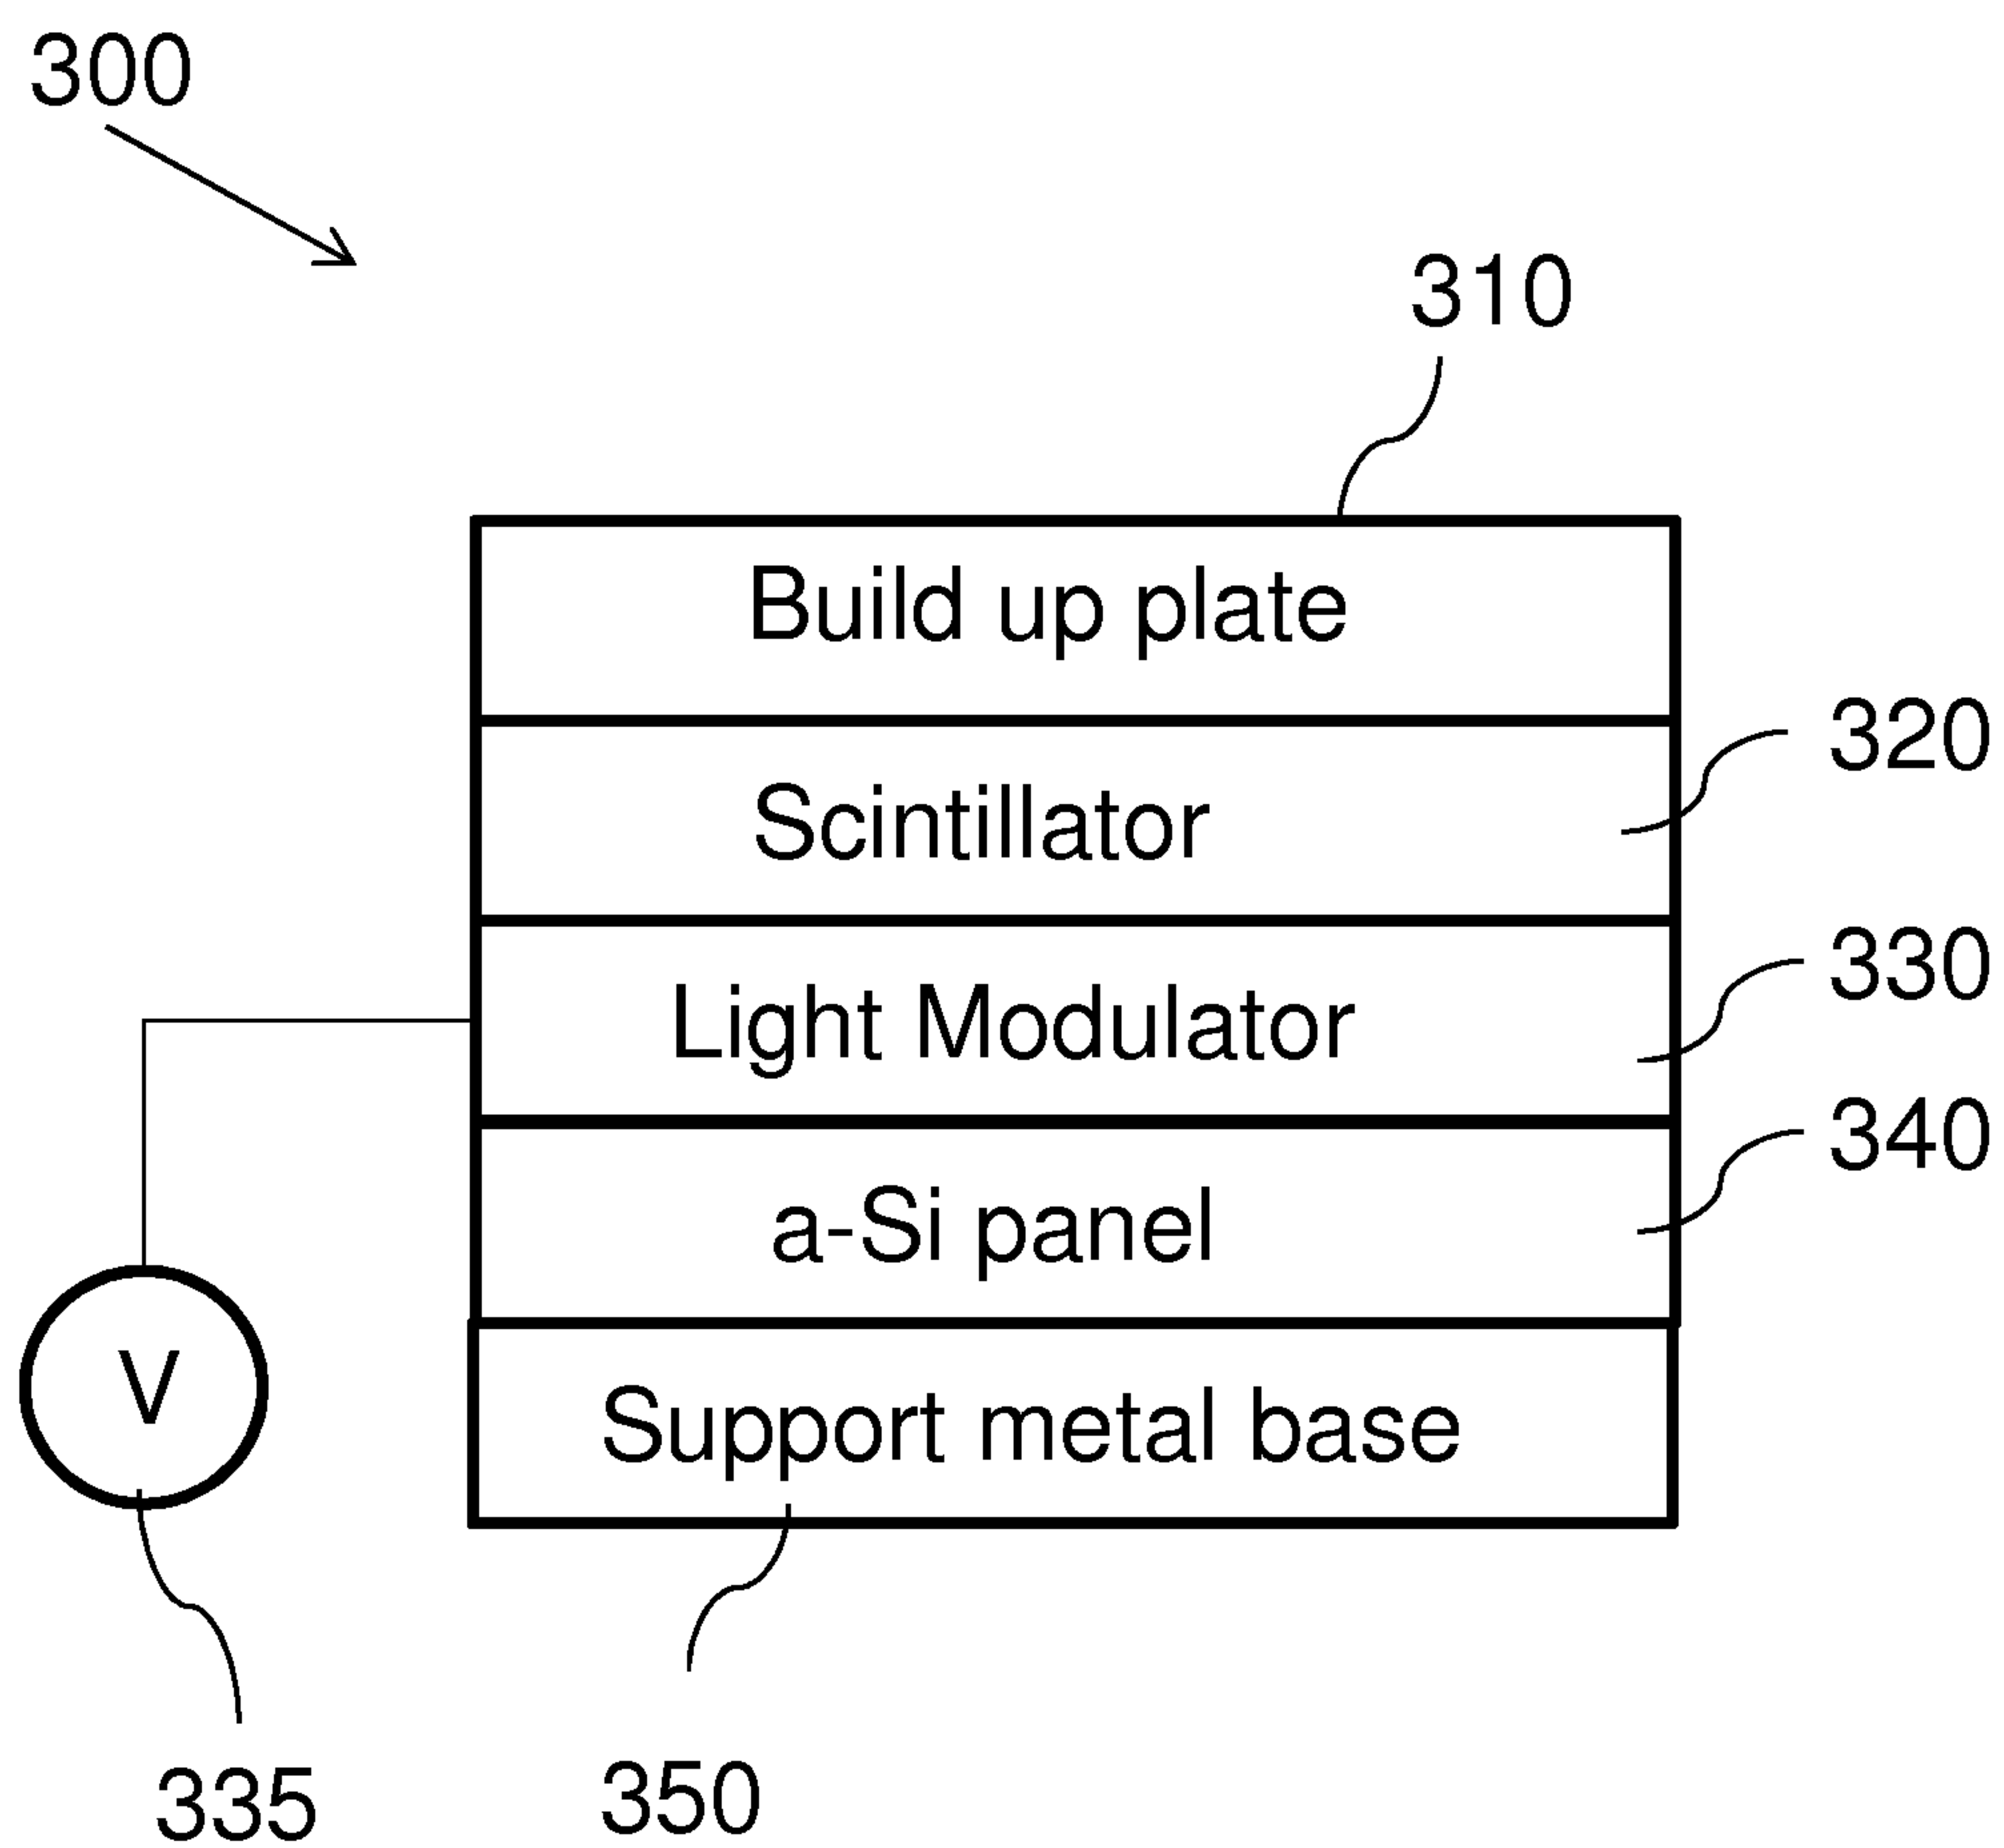 300
310
Build up plate
320
Scintillator
330
Light Modulator
340
a-Si panel
V
Support metal base
335
350